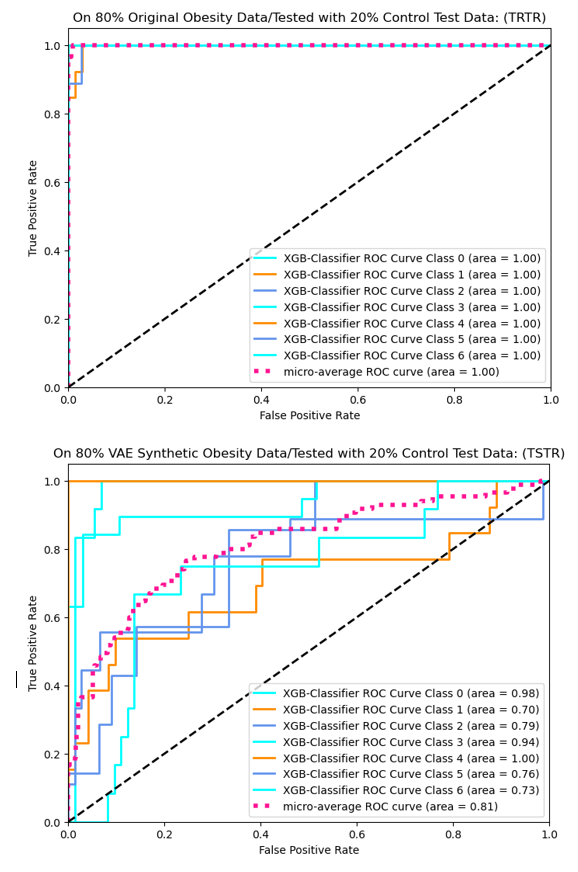 On 80% Original Obesity Data/Tested with 20% Control Test Data: (TRTR)
1.0
0.8
0.6
0.4
0.2
0.0
True Positive Rate
XGB-Classifier ROC Curve Class 0 (area = 1.00)
XGB-Classifier ROC Curve Class 1 (area = 1.00)
XGB-Classifier ROC Curve Class 2 (area = 1.00)
XGB-Classifier ROC Curve Class 3 (area = 1.00)
XGB-Classifier ROC Curve Class 4 (area = 1.00)
XGB-Classifier ROC Curve Class 5 (area = 1.00)
XGB-Classifier ROC Curve Class 6 (area = 1.00)
micro-average ROC curve (area = 1.00)
0.0 0.2 0.4 0.6 0.8 1.0
False Positive Rate
On 80% VAE Synthetic Obesity Data/Tested with 20% Control Test Data: (TSTR)
1.0
0.8
0.6
0.4
0.2
0.0
True Positive Rate
XGB-Classifier ROC Curve Class 0 (area = 0.98)
XGB-Classifier ROC Curve Class 1 (area = 0.70)
XGB-Classifier ROC Curve Class 2 (area = 0.79)
XGB-Classifier ROC Curve Class 3 (area = 0.94)
XGB-Classifier ROC Curve Class 4 (area = 1.00)
XGB-Classifier ROC Curve Class 5 (area = 0.76)
XGB-Classifier ROC Curve Class 6 (area = 0.73)
micro-average ROC curve (area = 0.81)
0.0 0.2 0.4 0.6 0.8 1.0
False Positive Rate